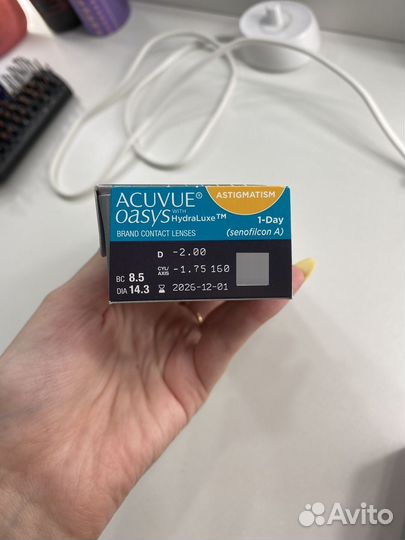 ACUVUE® ASTIGMATISM
oasys WITH HydraLuxe™ 1-Day
BRAND CONTACT LENSES (senofilcon A)
D -2.00
BC 8.5 CYL/AXIS -1.75 160
DIA 14.3 2026-12-01
Avito